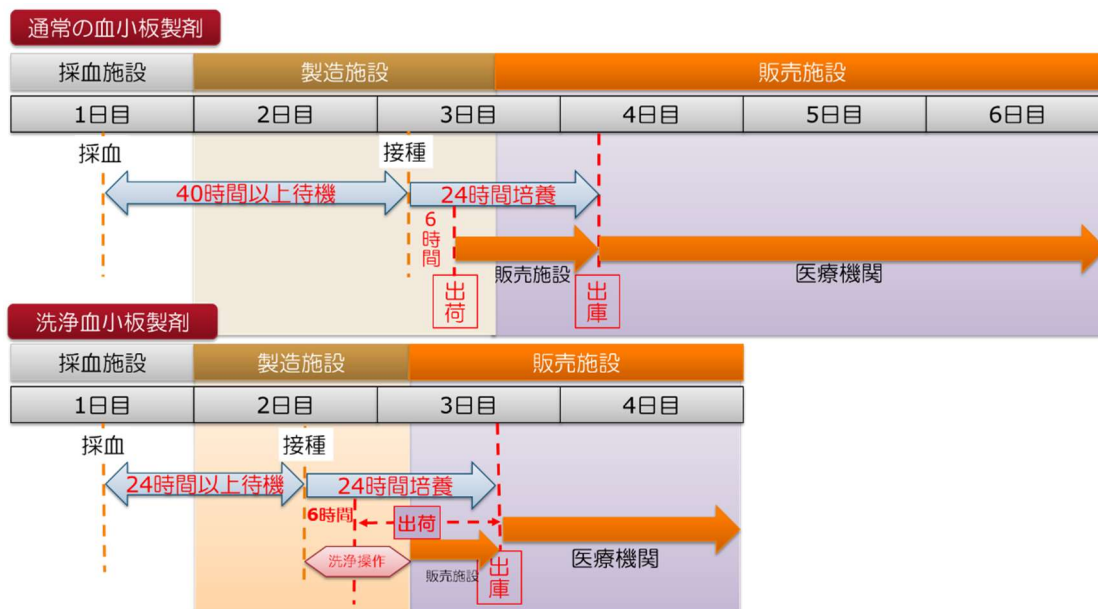 通常の血小板製剤
採血施設 製造施設 販売施設
1日目 2日目 3日目 4日目 5日目 6日目
採血 接種
40時間以上待機 24時間培養
6時間
販売施設 医療機関
出荷 出庫
洗浄血小板製剤
採血施設 製造施設 販売施設
1日目 2日目 3日目 4日目
採血 接種
24時間以上待機 24時間培養
6時間 出荷
洗浄操作 販売施設 出庫 医療機関